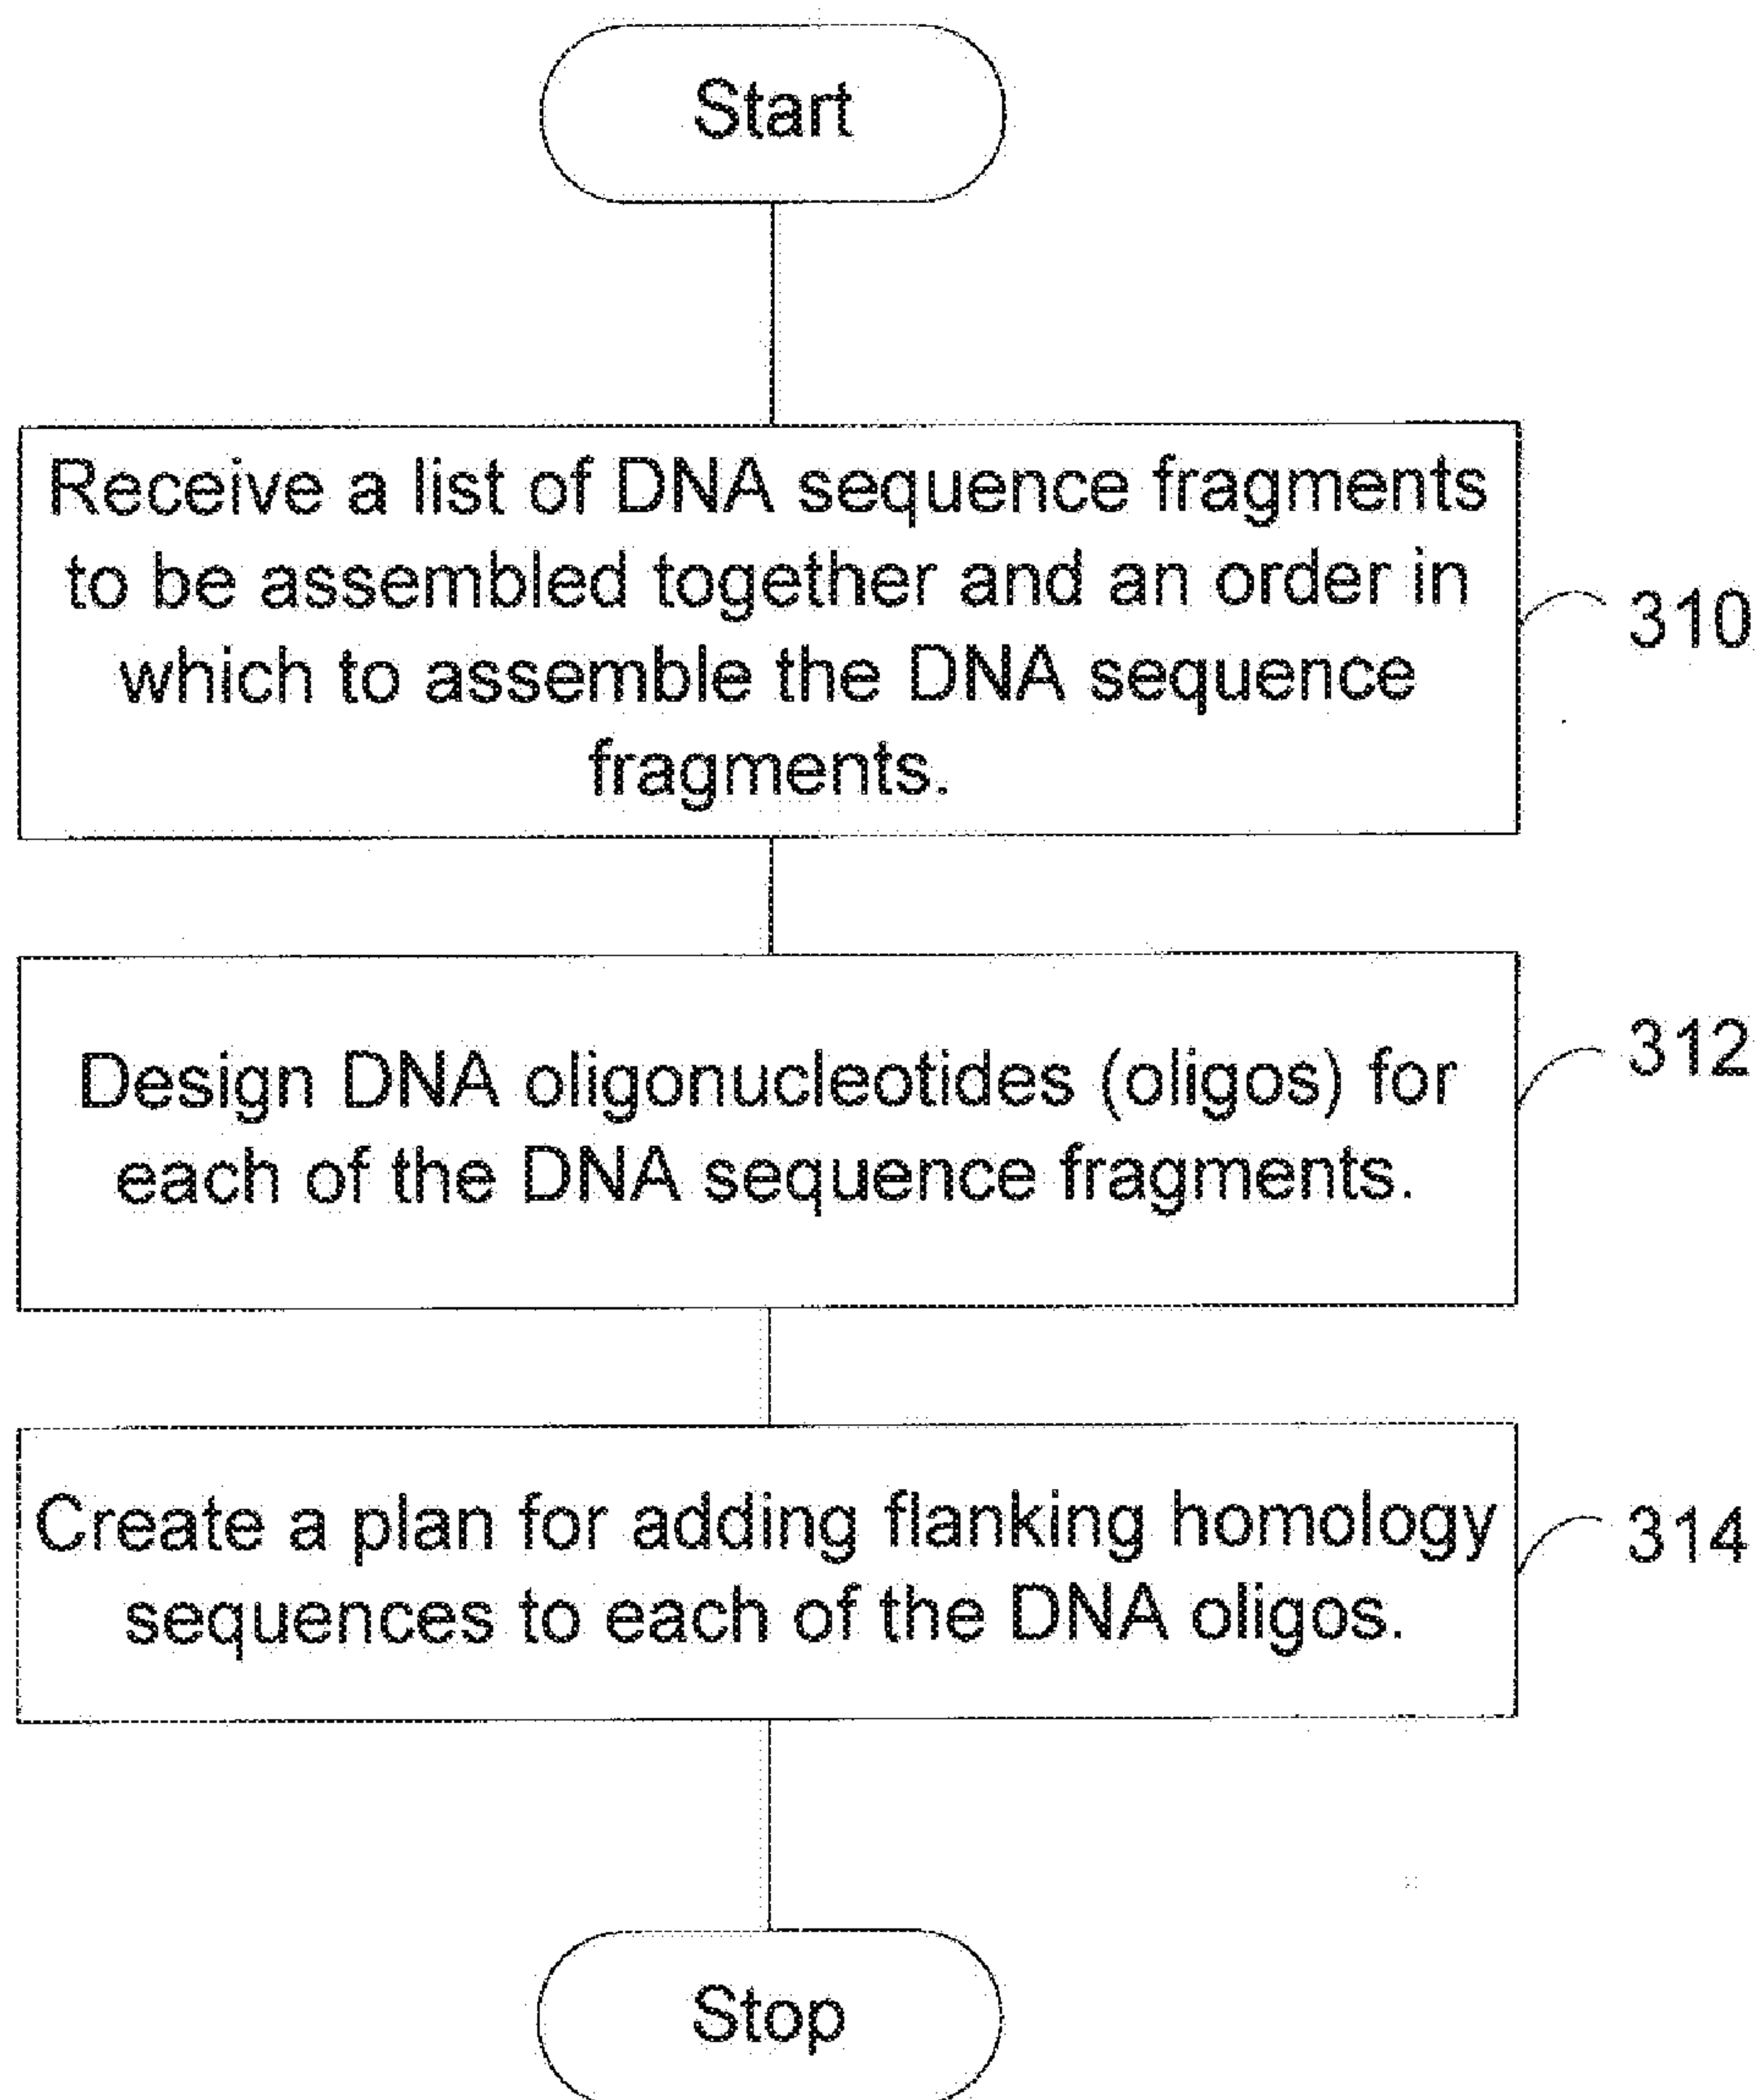 Start
Receive a list of DNA sequence fragments
to be assembled together and an order in
which to assemble the DNA sequence
fragments.
310
Design DNA oligonucleotides (oligos) for
each of the DNA sequence fragments.
312
Create a plan for adding flanking homology
sequences to each of the DNA oligos.
314
Stop